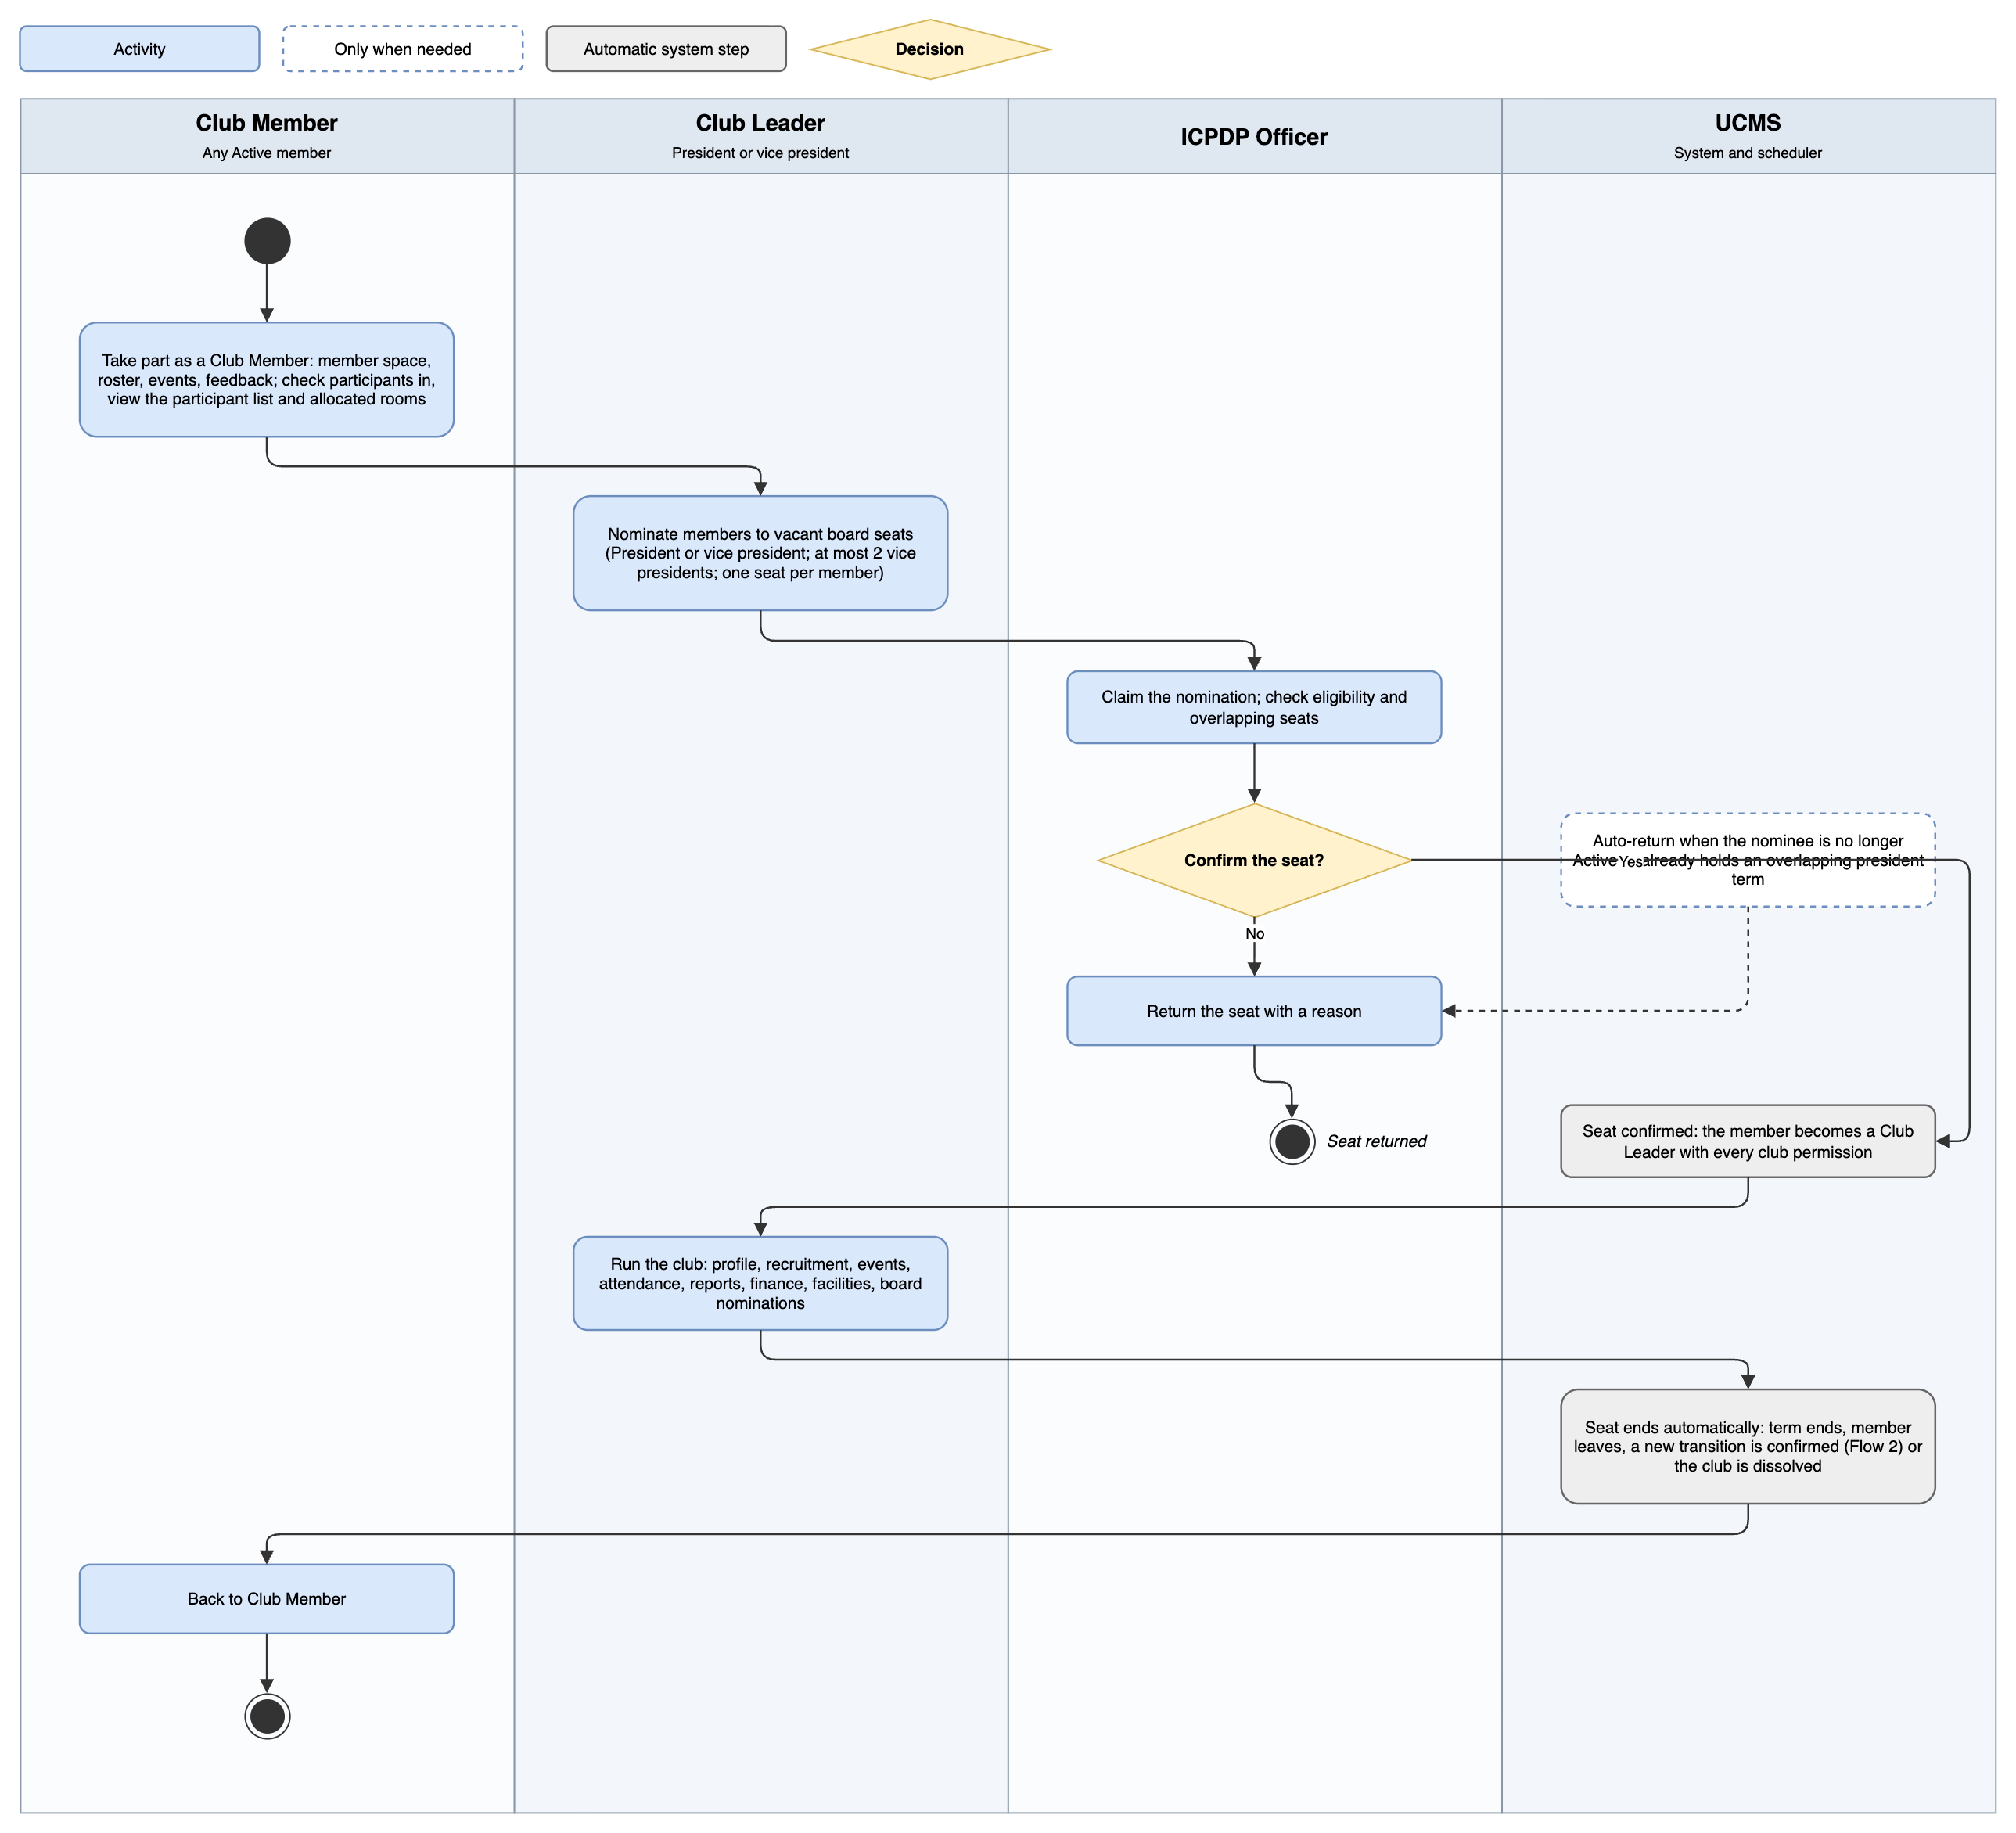 Activity
Only when needed
Automatic system step
Decision
Club Member
Any Active member
Club Leader
President or vice president
ICPDP Officer
UCMS
System and scheduler
Take part as a Club Member: member space,
roster, events, feedback; check participants in,
view the participant list and allocated rooms
Nominate members to vacant board seats
(President or vice president; at most 2 vice
presidents; one seat per member)
Claim the nomination; check eligibility and
overlapping seats
Confirm the seat?
Auto-return when the nominee is no longer
Active
Yes
already holds an overlapping president
term
No
Return the seat with a reason
Seat returned
Seat confirmed: the member becomes a Club
Leader with every club permission
Run the club: profile, recruitment, events,
attendance, reports, finance, facilities, board
nominations
Seat ends automatically: term ends, member
leaves, a new transition is confirmed (Flow 2) or
the club is dissolved
Back to Club Member